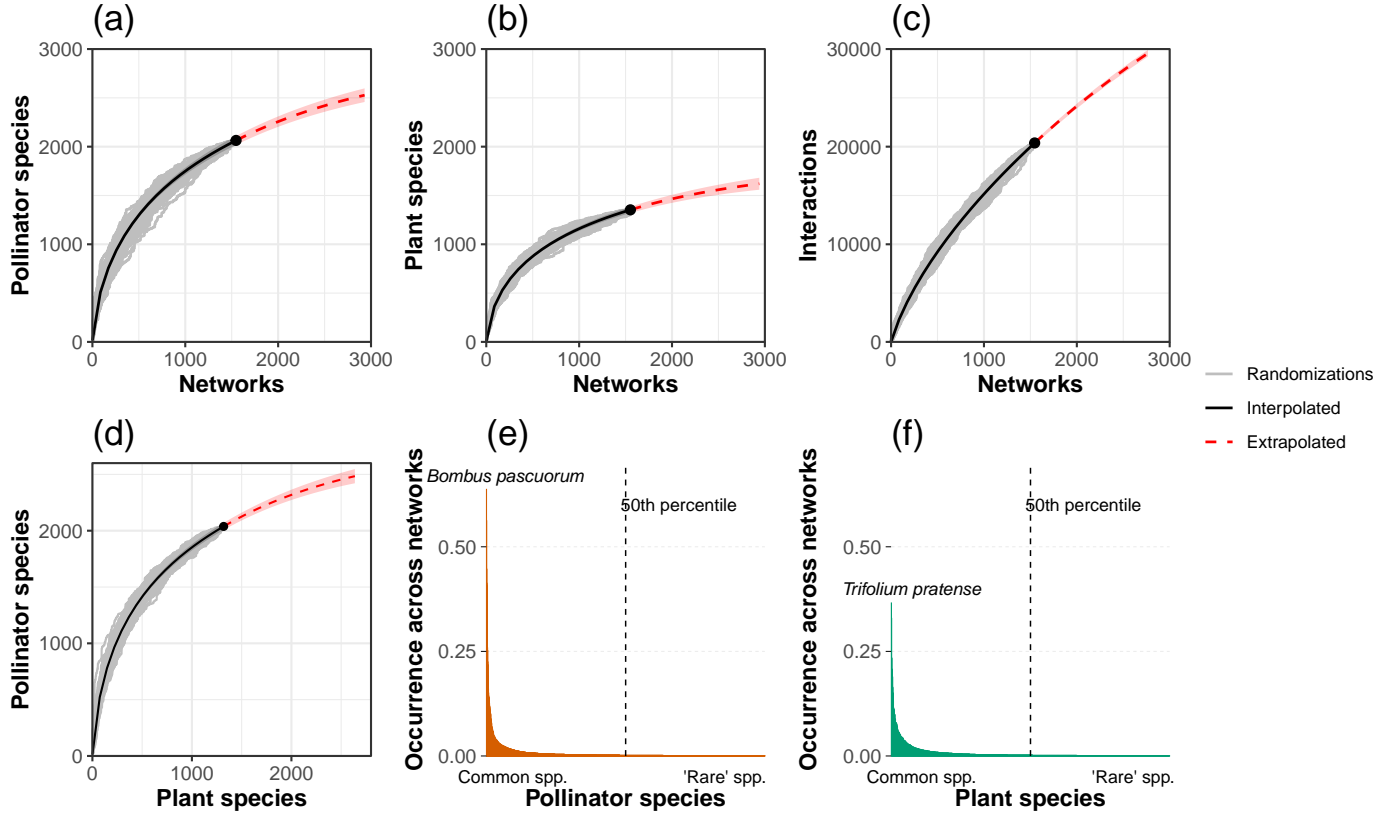 (a)
(b)
(c)
3000
2000
1000
0
Pollinator species
0
1000
2000
3000
Networks
3000
2000
1000
0
Plant species
0
1000
2000
3000
Networks
30000
20000
10000
0
Interactions
0
1000
2000
3000
Networks
Randomizations
Interpolated
Extrapolated
(d)
(e)
(f)
2000
1000
0
Pollinator species
0
1000
2000
Plant species
Occurrence across networks
Bombus pascuorum
50th percentile
0.50
0.25
0.00
Common spp.
'Rare' spp.
Pollinator species
Occurrence across networks
50th percentile
0.50
Trifolium pratense
0.25
0.00
Common spp.
'Rare' spp.
Plant species